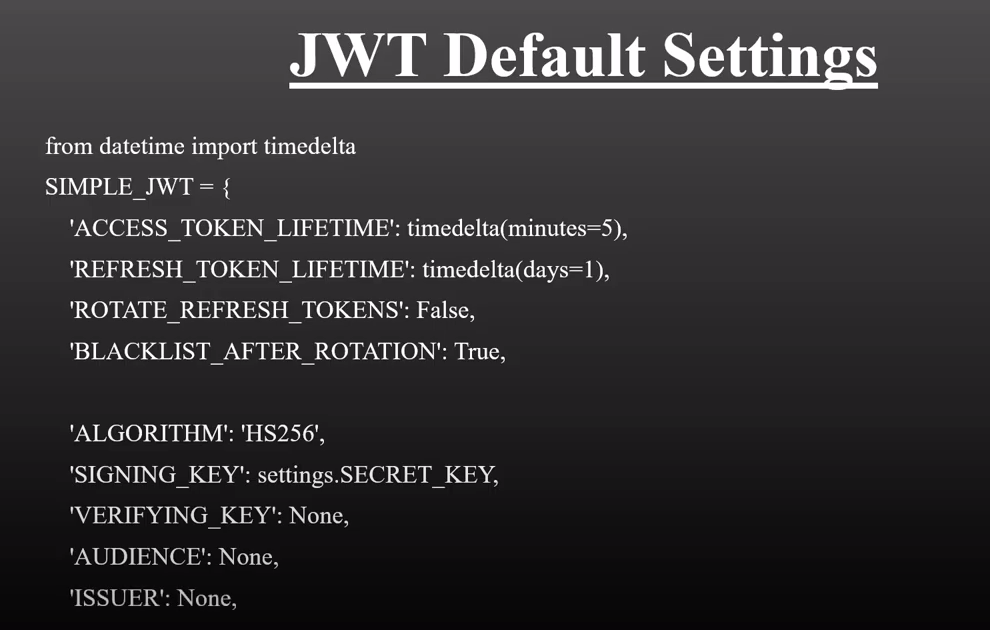 JWT Default Settings
from datetime import timedelta
SIMPLE_JWT = {
'ACCESS_TOKEN_LIFETIME': timedelta(minutes=5),
'REFRESH_TOKEN_LIFETIME': timedelta(days=1),
'ROTATE_REFRESH_TOKENS': False,
'BLACKLIST_AFTER_ROTATION': True,
'ALGORITHM': 'HS256',
'SIGNING_KEY': settings.SECRET_KEY,
'VERIFYING_KEY': None,
'AUDIENCE': None,
'ISSUER': None,